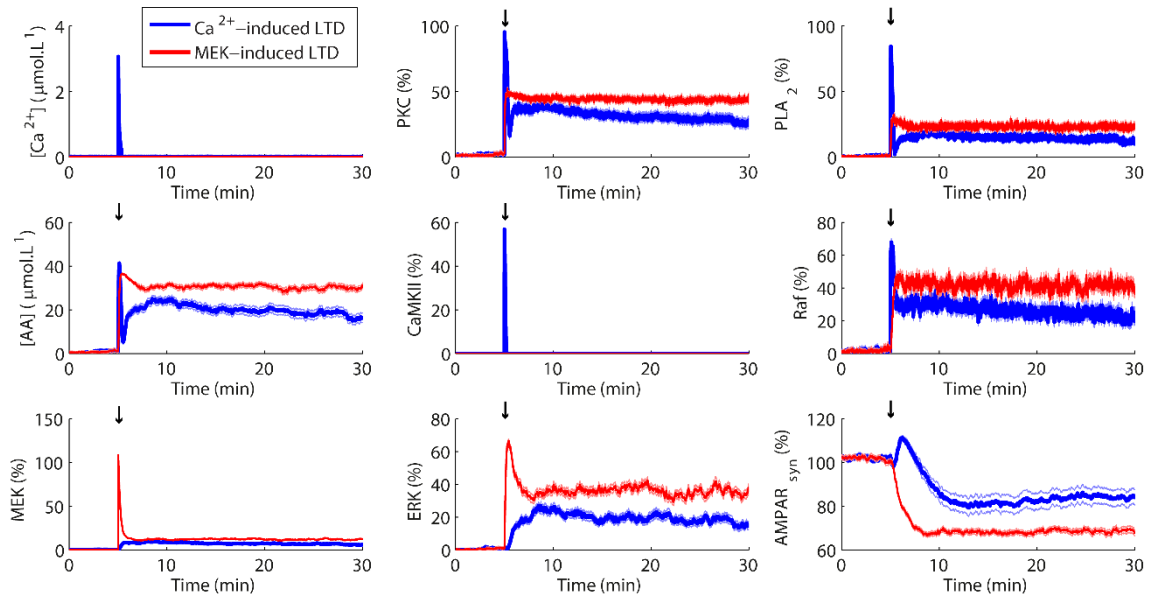 Ca 2+−induced LTD
MEK−induced LTD
[Ca 2+] ( μmol.L 1)
4
2
0
0 10 20 30
Time (min)
PKC (%)
100
50
0
0 10 20 30
Time (min)
PLA 2 (%)
100
50
0
0 10 20 30
Time (min)
[AA] ( μmol.L 1)
60
40
20
0
0 10 20 30
Time (min)
CaMKII (%)
60
40
20
0
0 10 20 30
Time (min)
Raf (%)
80
60
40
20
0
0 10 20 30
Time (min)
MEK (%)
150
100
50
0
0 10 20 30
Time (min)
ERK (%)
80
60
40
20
0
0 10 20 30
Time (min)
AMPAR syn (%)
120
100
80
60
0 10 20 30
Time (min)